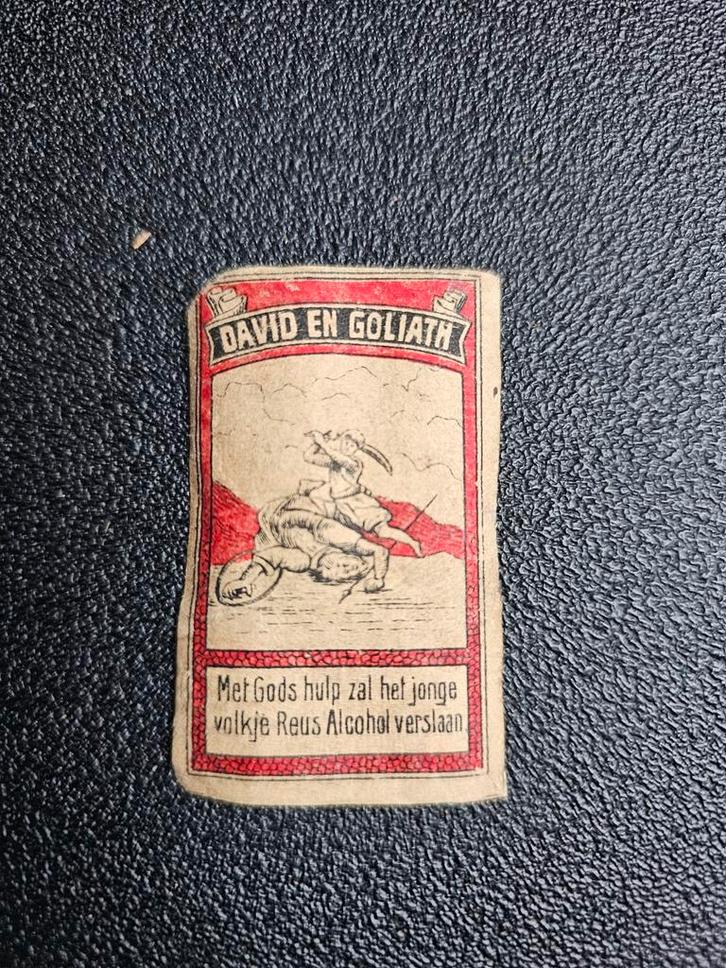 DAVID EN GOLIATH
Met Gods hulp zal het jonge
volkje Reus Alcohol verslaan